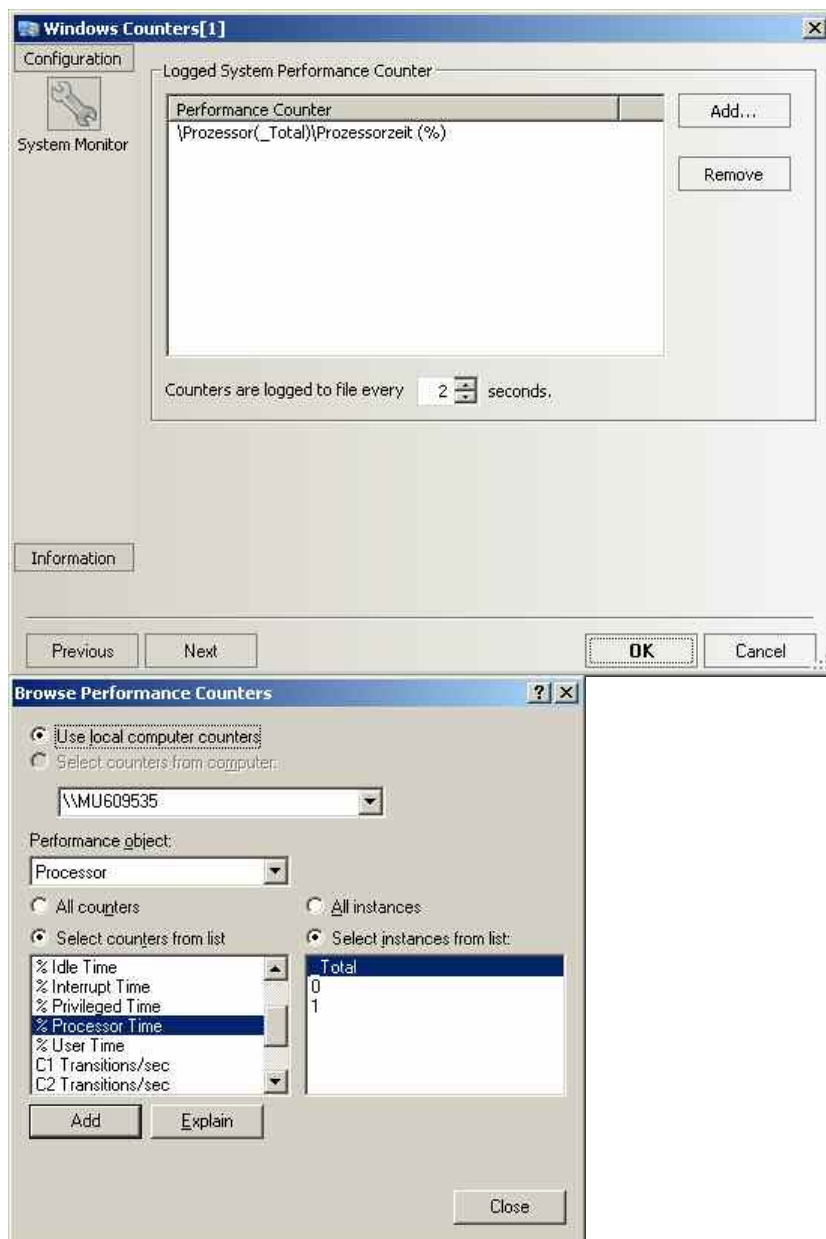 Windows Counters[1]
Configuration
System Monitor
Logged System Performance Counter
Performance Counter
\Prozessor(_Total)\Prozessorzeit (%)
Add...
Remove
Counters are logged to file every 2 seconds.
Information
Previous
Next
OK
Cancel
Browse Performance Counters
Use local computer counters
Select counters from computer:
\\MU609535
Performance object:
Processor
All counters
All instances
Select counters from list
Select instances from list:
% Idle Time
% Interrupt Time
% Privileged Time
% Processor Time
% User Time
C1 Transitions/sec
C2 Transitions/sec
_Total
0
1
Add
Explain
Close